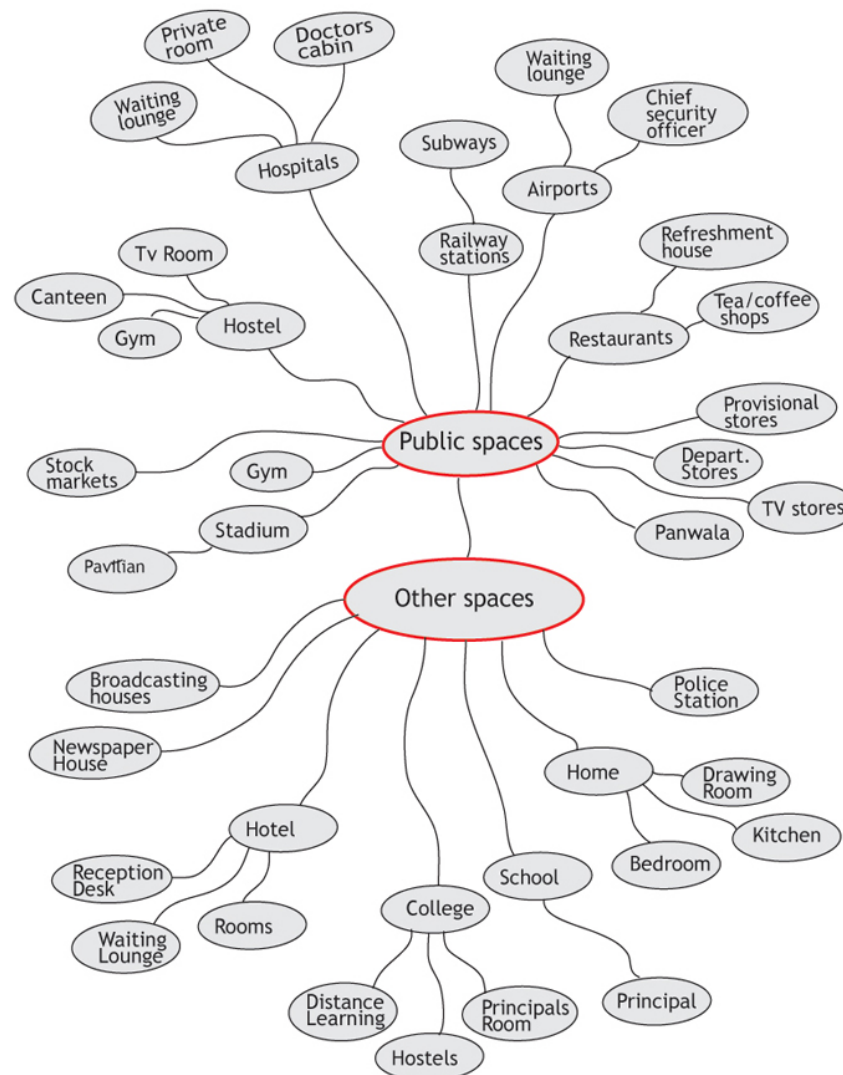 Private
room
Doctors
cabin
Waiting
lounge
Hospitals
Waiting
lounge
Chief
security
officer
Subways
Airports
Railway
stations
Refreshment
house
Tv Room
Canteen
Gym
Hostel
Tea/coffee
shops
Restaurants
Provisional
stores
Public spaces
Stock
markets
Gym
Depart.
Stores
TV stores
Stadium
Panwala
Other spaces
Broadcasting
houses
Police
Station
Newspaper
House
Home
Drawing
Room
Hotel
Kitchen
Bedroom
Reception
Desk
School
College
Rooms
Waiting
Lounge
Distance
Learning
Principals
Room
Principal
Hostels